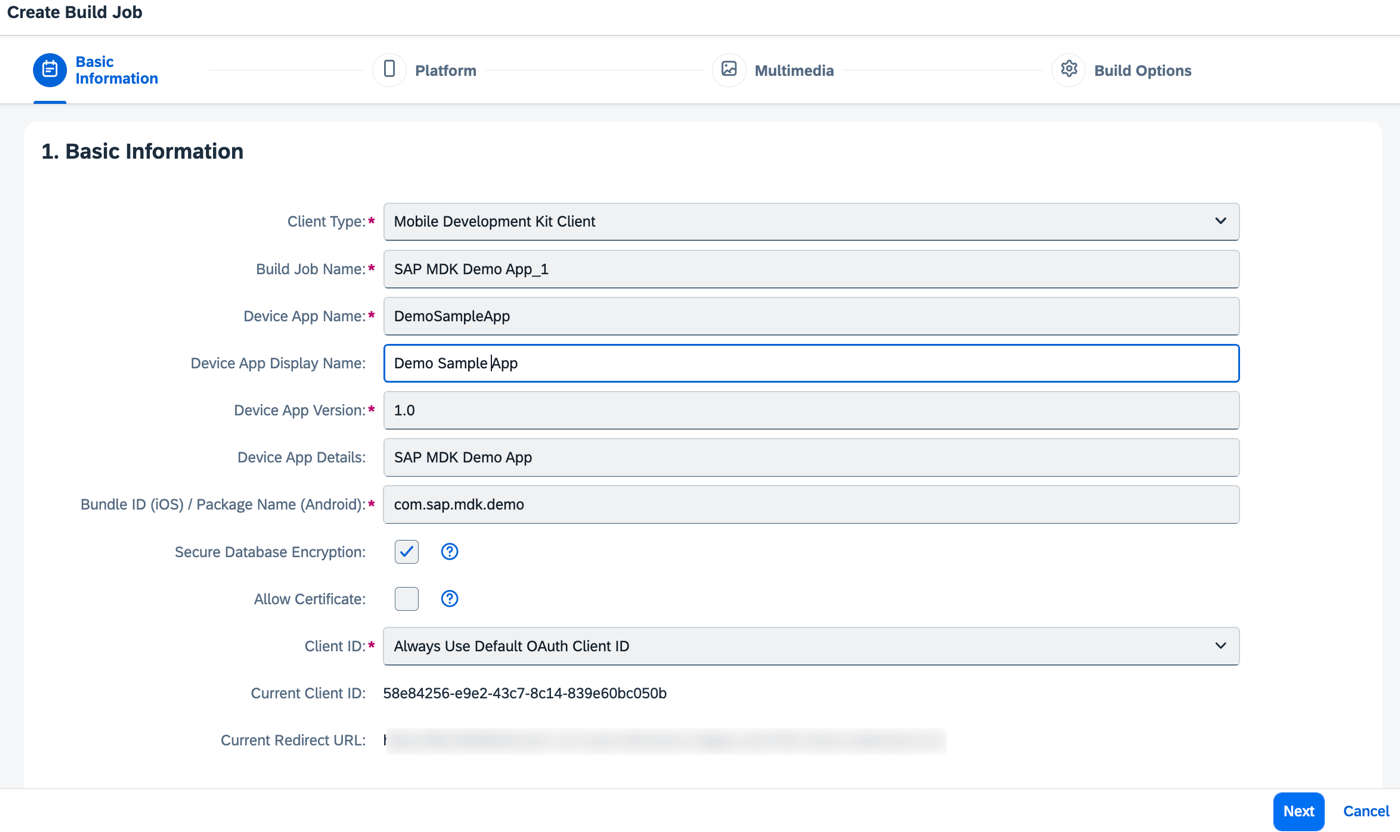 Create Build Job
Basic
Information
Platform
Multimedia
Build Options
1. Basic Information
Client Type:* Mobile Development Kit Client
Build Job Name:* SAP MDK Demo App_1
Device App Name:* DemoSampleApp
Device App Display Name: Demo Sample App
Device App Version:* 1.0
Device App Details: SAP MDK Demo App
Bundle ID (iOS) / Package Name (Android):* com.sap.mdk.demo
Secure Database Encryption:
Allow Certificate:
Client ID:* Always Use Default OAuth Client ID
Current Client ID: 58e84256-e9e2-43c7-8c14-839e60bc050b
Current Redirect URL:
Next Cancel